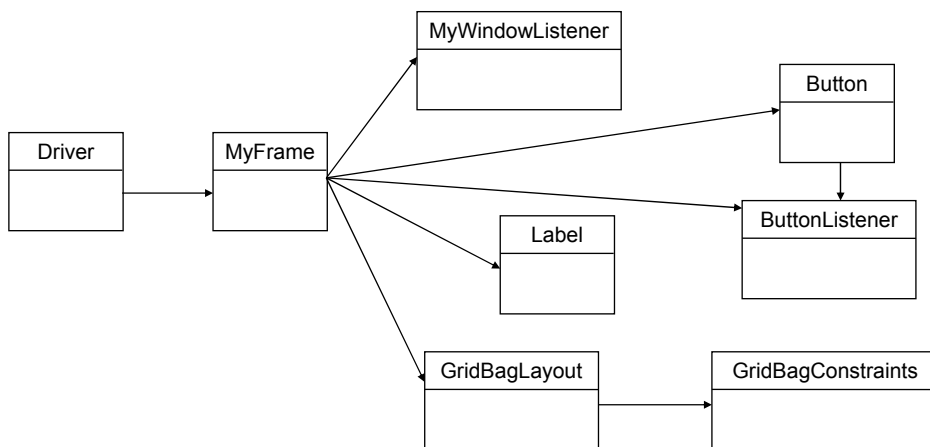 MyWindowListener
Button
Driver
MyFrame
ButtonListener
Label
GridBagLayout
GridBagConstraints